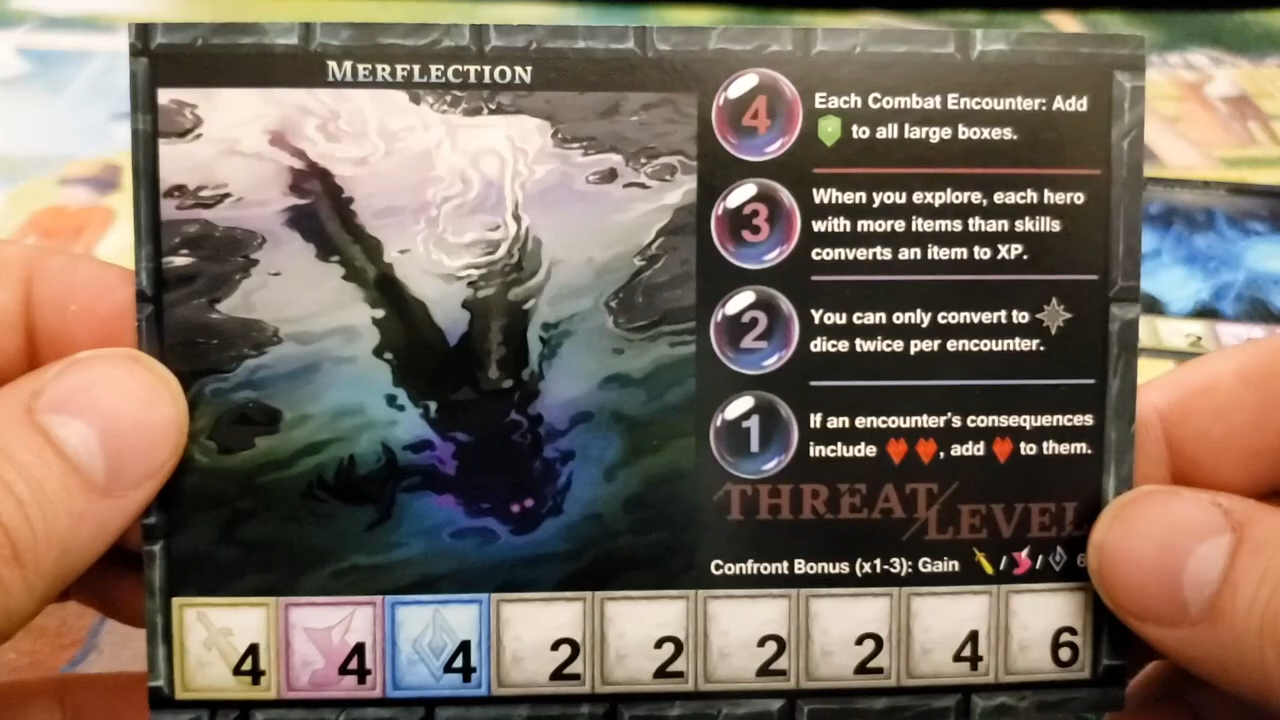 MERFLECTION
4
Each Combat Encounter: Add
to all large boxes.
3
When you explore, each hero
with more items than skills
converts an item to XP.
2
You can only convert to
dice twice per encounter.
1
If an encounter's consequences
include , add to them.
THREAT/LEVEL
Confront Bonus (x1-3): Gain / / 6
4 4 4 2 2 2 2 4 6
2